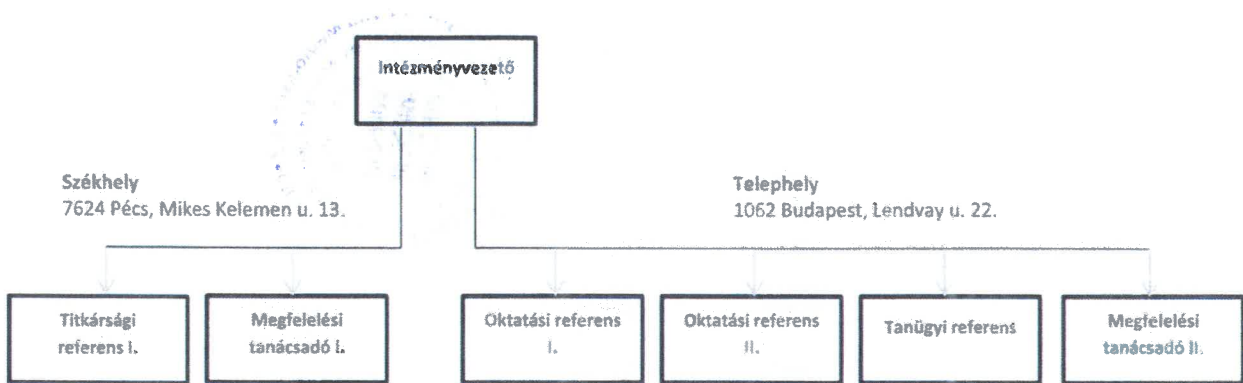 Intézményvezető
Székhely
7624 Pécs, Mikes Kelemen u. 13.
Telephely
1062 Budapest, Lendvay u. 22.
Titkársági
referens I.
Megfelelési
tanácsadó I.
Oktatási referens
I.
Oktatási referens
II.
Tanügyi referens
Megfelelési
tanácsadó II.